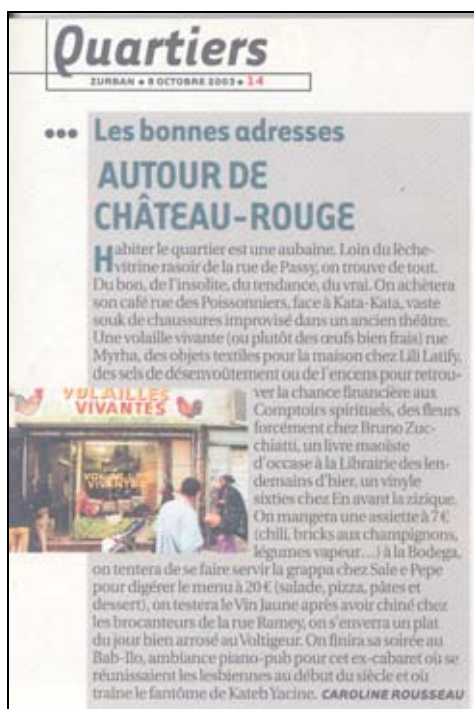 Quartiers
ZURBAN • 8 OCTOBRE 2003 • 14
••• Les bonnes adresses
AUTOUR DE
CHÂTEAU-ROUGE
Habiter le quartier est une aubaine. Loin du lèche-
vitrine rasoir de la rue de Passy, on trouve de tout.
Du bon, de l'insolite, du tendance, du vrai. On achètera
son café rue des Poissonniers, face à Kata-Kata, vaste
souk de chaussures improvisé dans un ancien théâtre.
Une volaille vivante (ou plutôt des œufs bien frais) rue
Myrha, des objets textiles pour la maison chez Lili Latify,
des sels de désenvoûtement ou de l'encens pour retrou-
ver la chance financière aux
Comptoirs spirituels, des fleurs
forcément chez Bruno Zuc-
chiatti, un livre maoïste
d'occase à la Librairie des len-
demains d'hier, un vinyle
sixties chez En avant la zizique.
On mangera une assiette à 7 €
(chili, bricks aux champignons,
légumes vapeur…) à la Bodega,
on tentera de se faire servir la grappa chez Sale e Pepe
pour digérer le menu à 20 € (salade, pizza, pâtes et
dessert), on testera le Vin Jaune après avoir chiné chez
les brocanteurs de la rue Ramey, on s'enverra un plat
du jour bien arrosé au Voltigeur. On finira sa soirée au
Bab-Ilo, ambiance piano-pub pour cet ex-cabaret où se
réunissaient les lesbiennes au début du siècle et où
traîne le fantôme de Kateb Yacine. CAROLINE ROUSSEAU
VOLAILLES
VIVANTES
VOLAILLES
VIVANTES